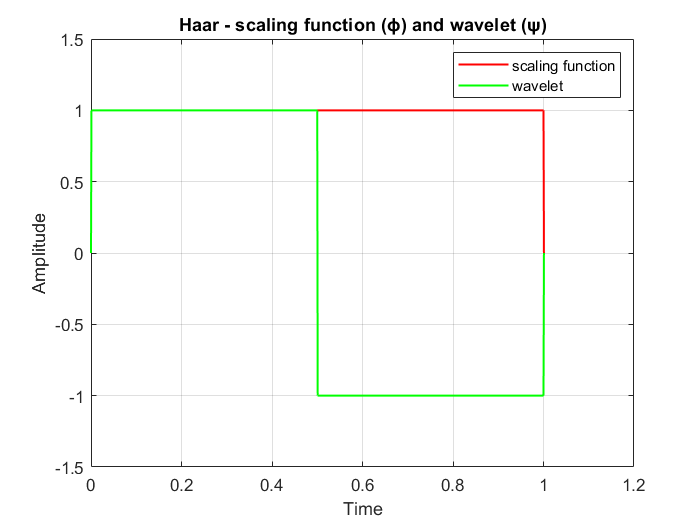 Haar - scaling function (ϕ) and wavelet (ψ)
scaling function
wavelet
1.5
1
0.5
0
-0.5
-1
-1.5
Amplitude
0 0.2 0.4 0.6 0.8 1 1.2
Time